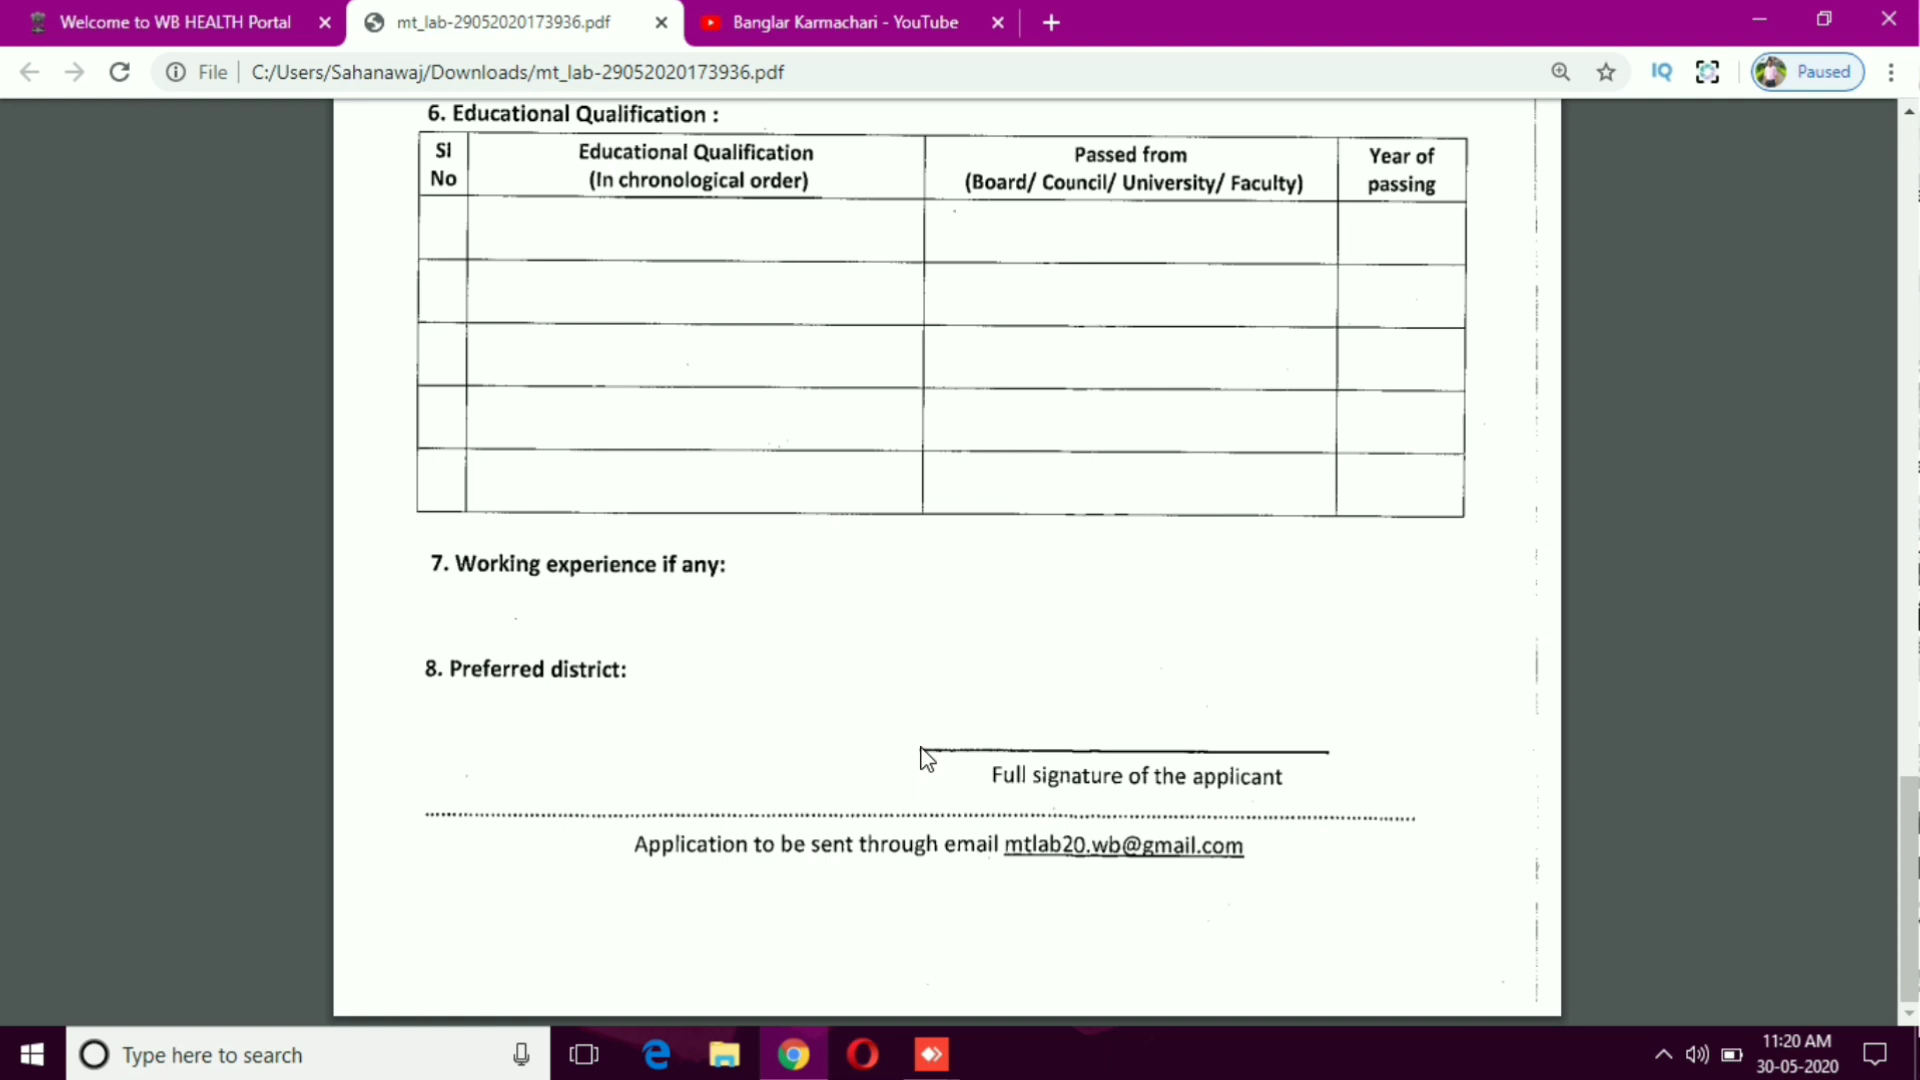 Welcome to WB HEALTH Portal
mt_lab-29052020173936.pdf
Banglar Karmachari - YouTube
File
C:/Users/Sahanawaj/Downloads/mt_lab-29052020173936.pdf
IQ
Paused
6. Educational Qualification :
Sl No
Educational Qualification
(In chronological order)
Passed from
(Board/ Council/ University/ Faculty)
Year of
passing
7. Working experience if any:
8. Preferred district:
Full signature of the applicant
Application to be sent through email mtlab20.wb@gmail.com
Type here to search
11:20 AM
30-05-2020